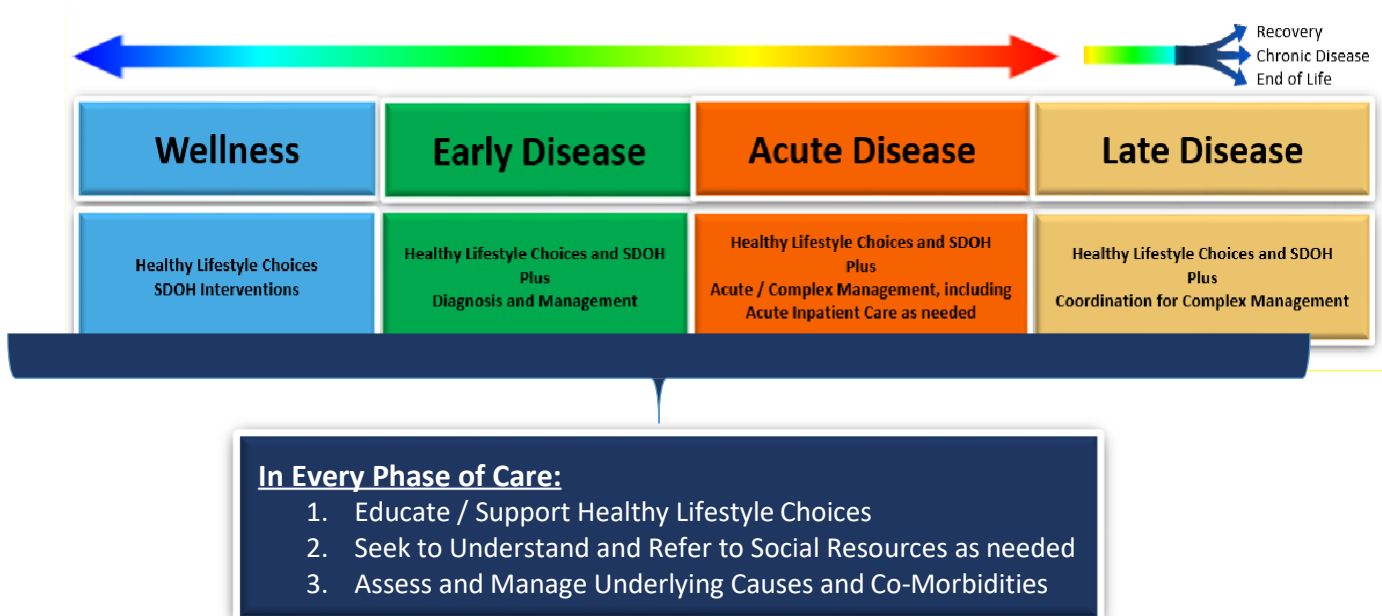 Recovery
Chronic Disease
End of Life
Wellness
Early Disease
Acute Disease
Late Disease
Healthy Lifestyle Choices
SDOH Interventions
Healthy Lifestyle Choices and SDOH
Plus
Diagnosis and Management
Healthy Lifestyle Choices and SDOH
Plus
Acute / Complex Management, including
Acute Inpatient Care as needed
Healthy Lifestyle Choices and SDOH
Plus
Coordination for Complex Management
In Every Phase of Care:
1. Educate / Support Healthy Lifestyle Choices
2. Seek to Understand and Refer to Social Resources as needed
3. Assess and Manage Underlying Causes and Co-Morbidities